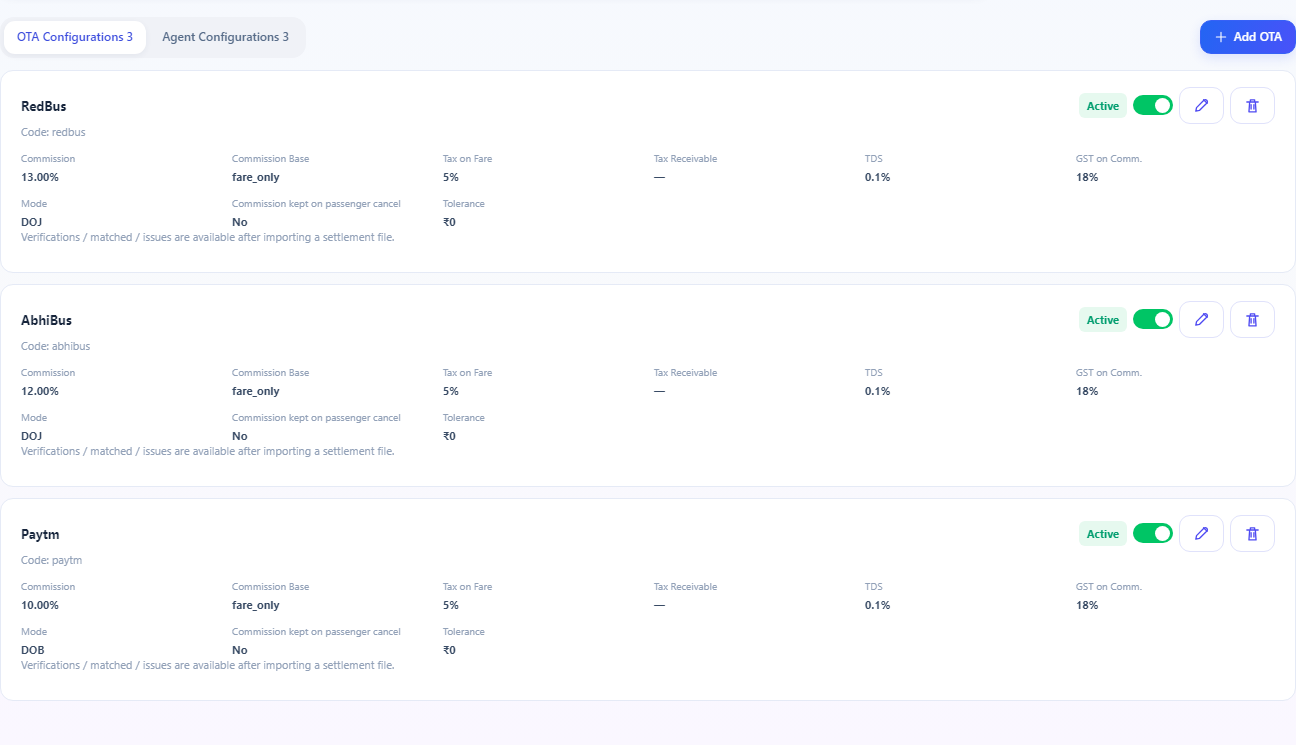 OTA Configurations 3 Agent Configurations 3 + Add OTA
RedBus Active
Code: redbus
Commission Commission Base Tax on Fare Tax Receivable TDS GST on Comm.
13.00% fare_only 5% — 0.1% 18%
Mode Commission kept on passenger cancel Tolerance
DOJ No ₹0
Verifications / matched / issues are available after importing a settlement file.
AbhiBus Active
Code: abhibus
Commission Commission Base Tax on Fare Tax Receivable TDS GST on Comm.
12.00% fare_only 5% — 0.1% 18%
Mode Commission kept on passenger cancel Tolerance
DOJ No ₹0
Verifications / matched / issues are available after importing a settlement file.
Paytm Active
Code: paytm
Commission Commission Base Tax on Fare Tax Receivable TDS GST on Comm.
10.00% fare_only 5% — 0.1% 18%
Mode Commission kept on passenger cancel Tolerance
DOB No ₹0
Verifications / matched / issues are available after importing a settlement file.